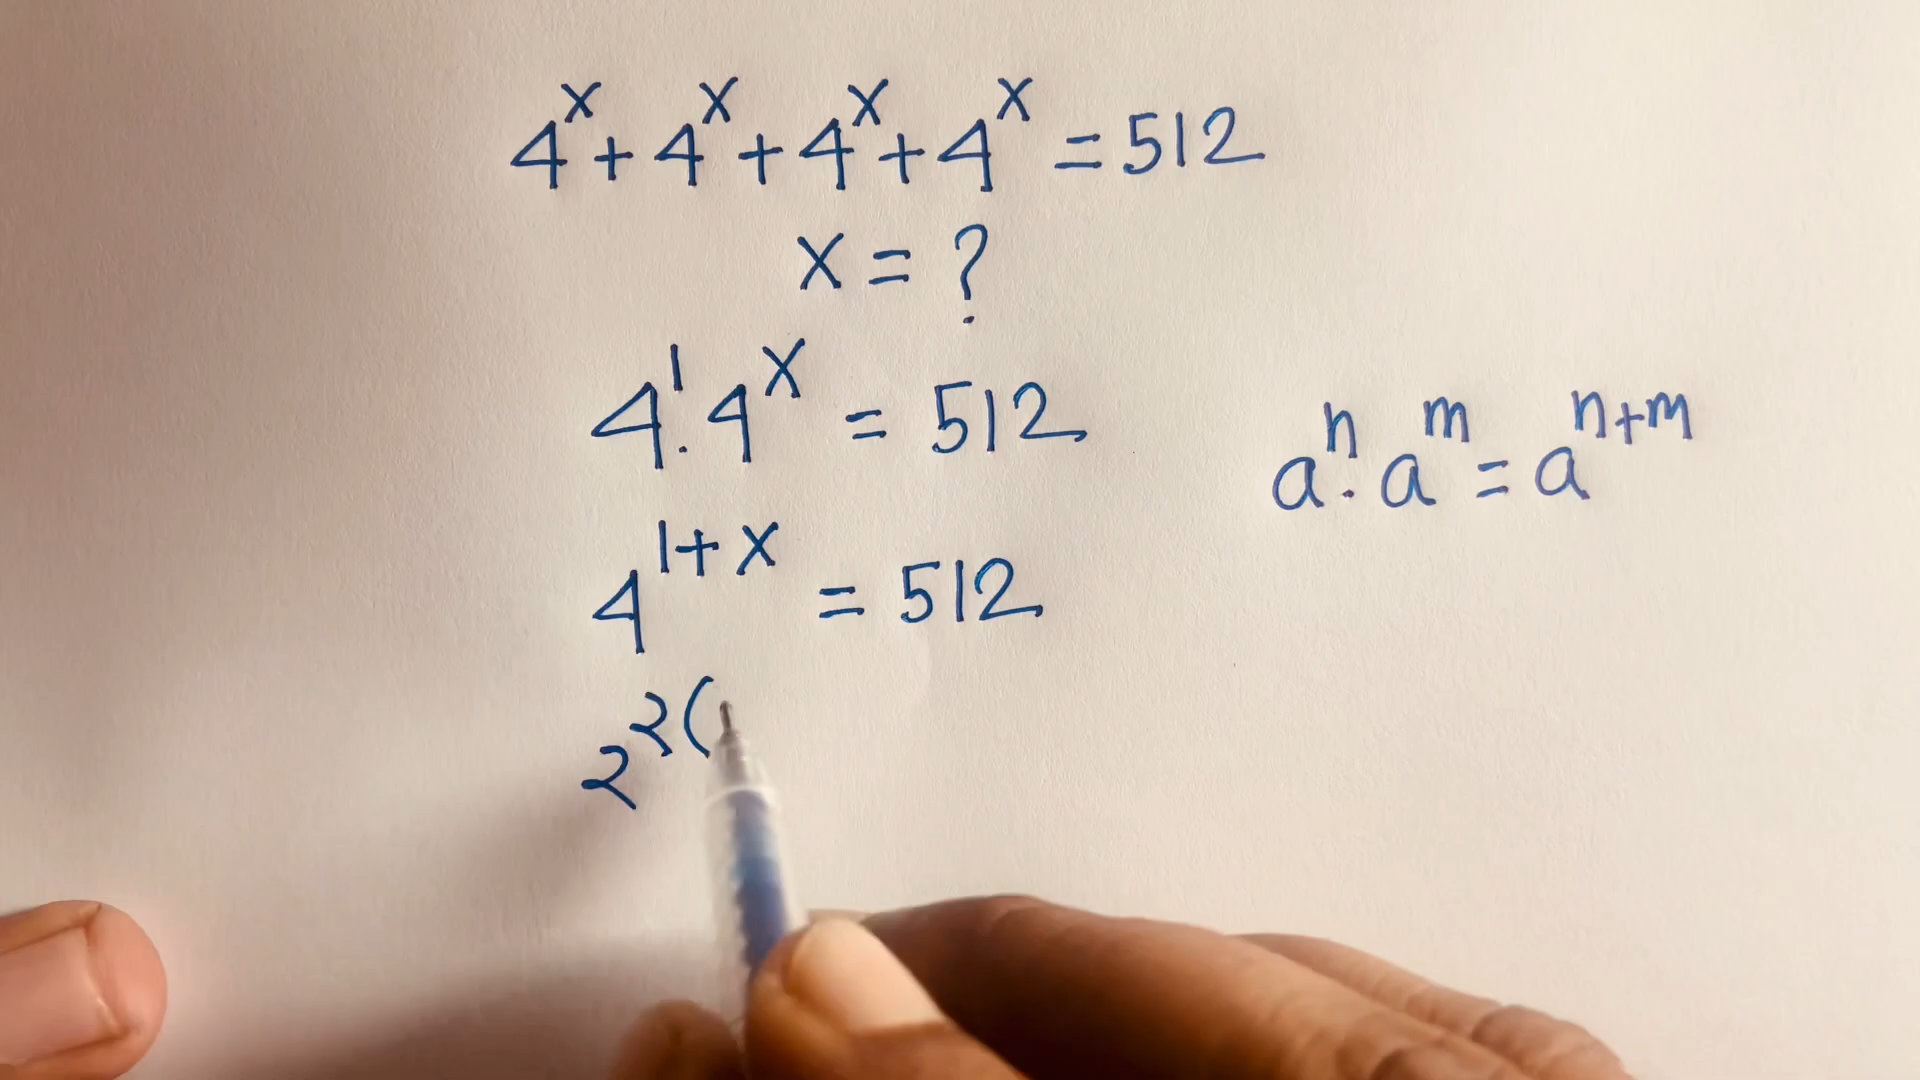 4^x + 4^x + 4^x + 4^x = 512
x = ?
4^1 . 4^x = 512
a^n . a^m = a^{n+m}
4^{1+x} = 512
2^{2(